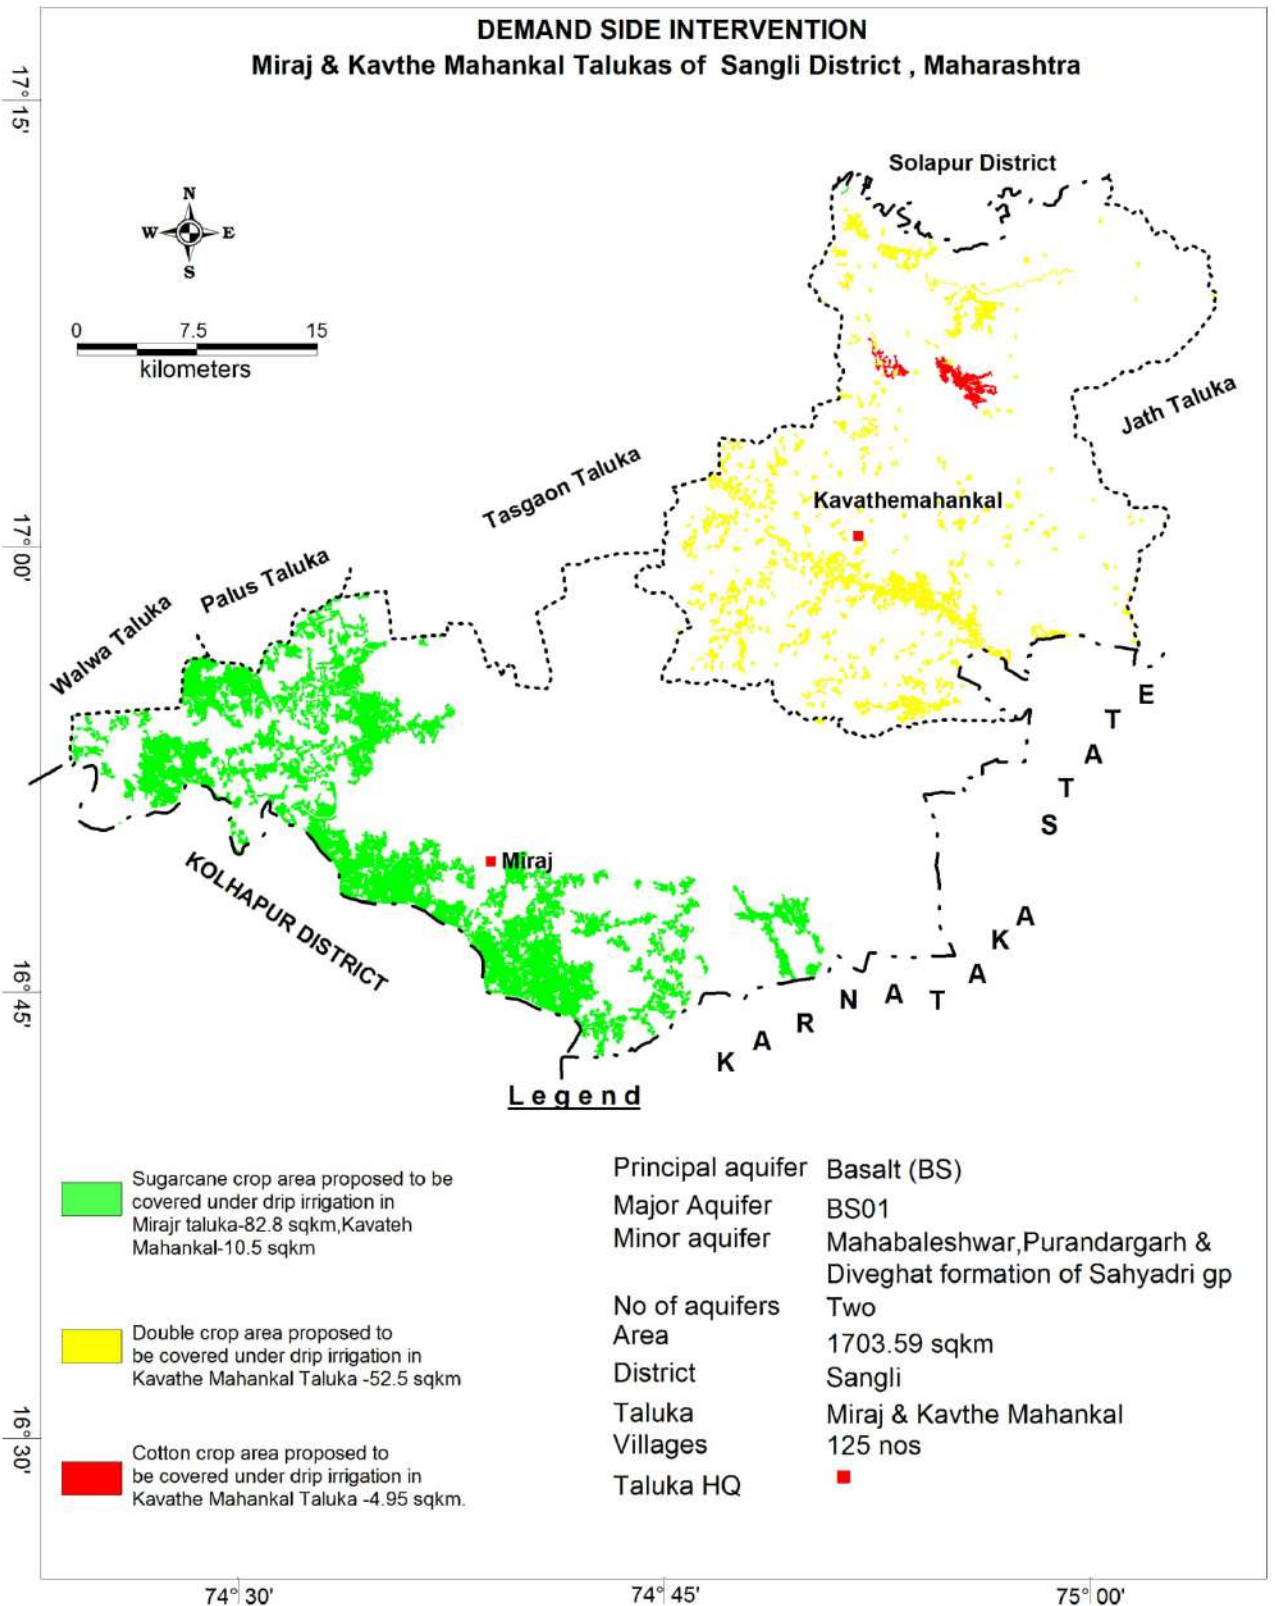 DEMAND SIDE INTERVENTION
Miraj & Kavthe Mahankal Talukas of Sangli District , Maharashtra
17° 15'
Solapur District
N
W E
S
0 7.5 15
kilometers
Jath Taluka
Tasgaon Taluka
Kavathemahankal
17° 00'
Palus Taluka
Walwa Taluka
Miraj
KOLHAPUR DISTRICT
16° 45'
KARNATAKA STATE
Legend
Sugarcane crop area proposed to be
covered under drip irrigation in
Mirajr taluka-82.8 sqkm,Kavateh
Mahankal-10.5 sqkm
Double crop area proposed to
be covered under drip irrigation in
Kavathe Mahankal Taluka -52.5 sqkm
Cotton crop area proposed to
be covered under drip irrigation in
Kavathe Mahankal Taluka -4.95 sqkm.
Principal aquifer Basalt (BS)
Major Aquifer BS01
Minor aquifer Mahabaleshwar,Purandargarh &
Diveghat formation of Sahyadri gp
No of aquifers Two
Area 1703.59 sqkm
District Sangli
Taluka Miraj & Kavthe Mahankal
Villages 125 nos
Taluka HQ
16° 30'
74° 30' 74° 45' 75° 00'